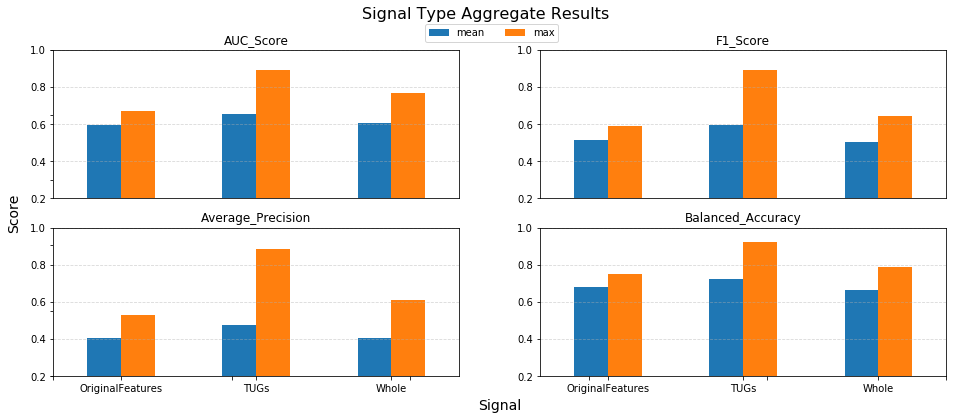 Signal Type Aggregate Results
mean max
AUC_Score
1.0
0.8
0.6
0.4
0.2
F1_Score
1.0
0.8
0.6
0.4
0.2
Score
Average_Precision
1.0
0.8
0.6
0.4
0.2
OriginalFeatures TUGs Whole
Balanced_Accuracy
1.0
0.8
0.6
0.4
0.2
OriginalFeatures TUGs Whole
Signal